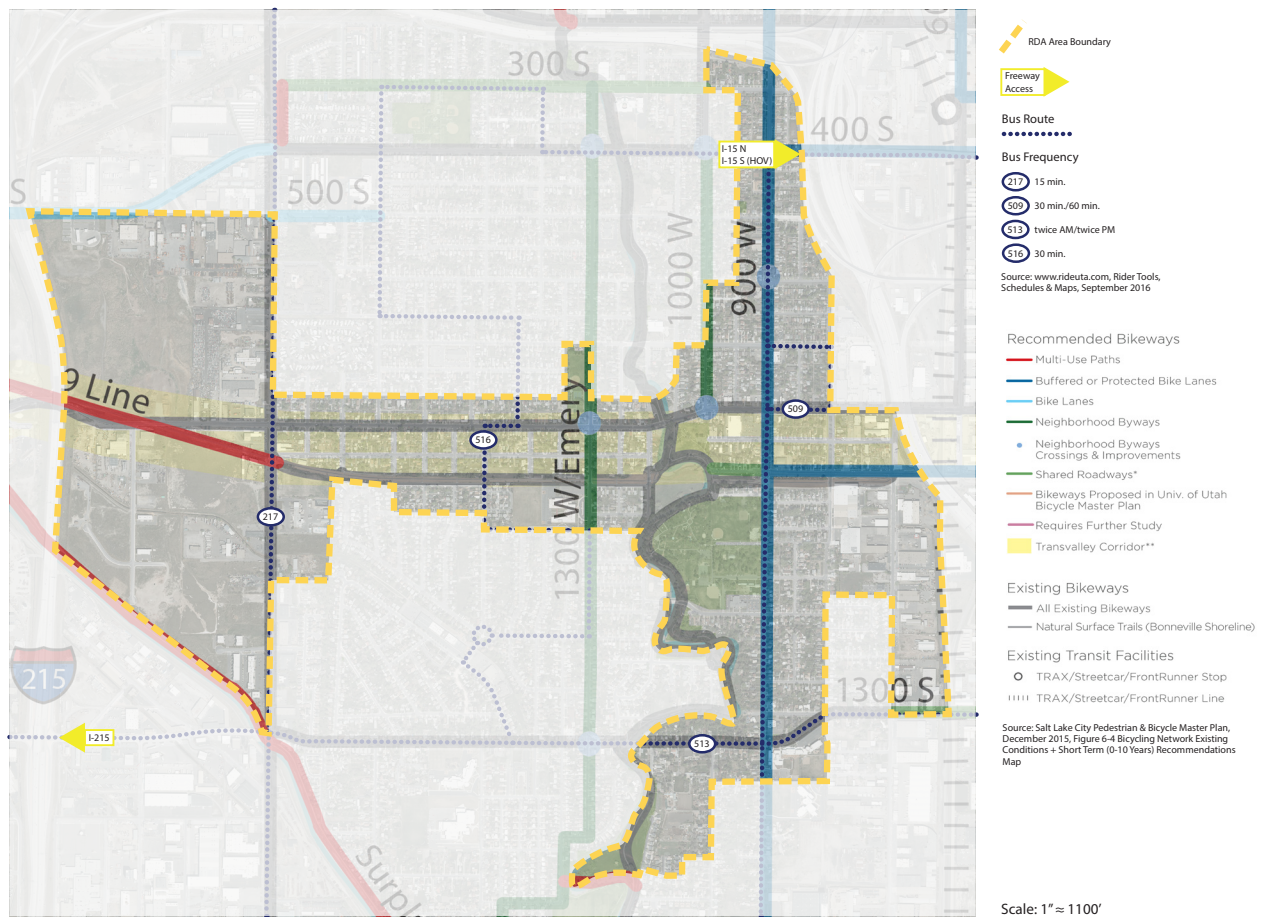 300 S
400 S
I-15 N
I-15 S (HOV)
S
500 S
1000 W
900 W
9 Line
509
516
1300 W/Emery
217
215
1300 S
I-215
513
Surpl
RDA Area Boundary
Freeway
Access
Bus Route
Bus Frequency
217 15 min.
509 30 min./60 min.
513 twice AM/twice PM
516 30 min.
Source: www.rideuta.com, Rider Tools,
Schedules & Maps, September 2016
Recommended Bikeways
Multi-Use Paths
Buffered or Protected Bike Lanes
Bike Lanes
Neighborhood Byways
Neighborhood Byways
Crossings & Improvements
Shared Roadways*
Bikeways Proposed in Univ. of Utah
Bicycle Master Plan
Requires Further Study
Transvalley Corridor**
Existing Bikeways
All Existing Bikeways
Natural Surface Trails (Bonneville Shoreline)
Existing Transit Facilities
TRAX/Streetcar/FrontRunner Stop
TRAX/Streetcar/FrontRunner Line
Source: Salt Lake City Pedestrian & Bicycle Master Plan,
December 2015, Figure 6-4 Bicycling Network Existing
Conditions + Short Term (0-10 Years) Recommendations
Map
Scale: 1" ≈ 1100'